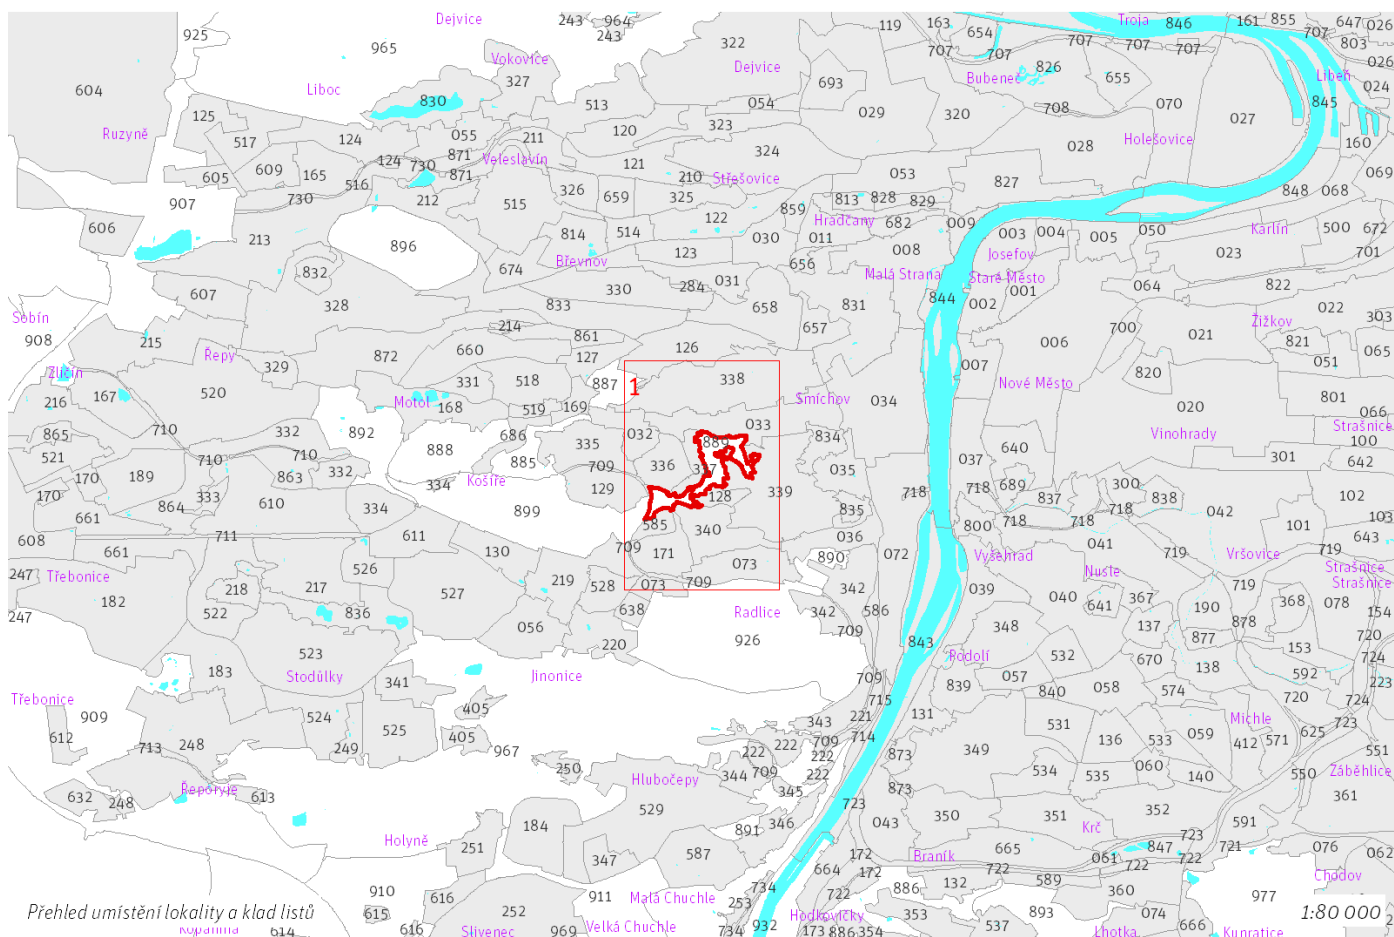 Dejvice 243 964 119 163 Troja 846 161 855 647 026
925 965 243 322 654 707 707 803
Vokovice 707 707 707 707 026
604 Liboc 327 Dejvice 693 Bubeneč 826 655 Libeň 024
830 513 054 029 320 708 070 027 845
125 124 055 211 120 323 Holešovice 160
Ruzyně 517 871 Veleslavín 121 324 028
605 609 165 124 730 871 210 Střešovice 053 069
516 212 326 659 325 827 848 068
907 730 515 859 813 828 829
606 213 896 814 514 122 Hradčany 682 009 003 004 005 050 Karlín 500 672
Břevnov 123 030 011 008 Josefov 023 701
832 674 656 Malá Strana Staré Město
607 328 330 284 031 831 844 001 064 822
Sobín 833 658 002 022
908 215 214 657 700 021 Žižkov 303
Řepy 872 660 861 126 006 821 051 065
Zličín 329 127 007 820
167 520 331 518 887 1 338 Nové Město 801
216 Motol 168 519 169 Smíchov 034 020 066
865 710 332 892 686 335 032 033 834 Vinohrady Strašnice
521 888 889 640 100
170 189 710 710 885 709 336 337 035 037 301 642
170 333 863 332 334 Košíře 129 128 339 718 718 689 837 300 838 102
661 864 610 334 899 585 835 718 718 042 101 103
608 711 611 340 036 800 643
661 130 709 171 890 Vyšehrad 041 719 Vršovice 719
247 Třebonice 526 073 072 Nusle Strašnice
182 218 217 219 528 073 709 342 039 719 Strašnice
247 522 836 527 638 Radlice 342 586 040 641 367 190 368 078 154
056 220 926 709 348 137 878 720
523 843 877 153 724
183 Stodůlky Jinonice Podolí 532 670 138 592 223
Třebonice 341 709 839 057 840 058 574 720 724
909 405 715
612 524 525 405 343 221 131 531 Michle 723
713 248 249 967 222 222 709 714 136 533 059 412 571 625 551
222 873 349
250 Hlubočepy 344 709 222 534 535 060 140 550 Záběhlice
Řeporyje 613 345 873 361
632 248 529 723 350 351 352
184 891 346 043 Krč 591
Holyně 251 347 587 172 Braník 665 061 847 723 722 721 076 062
664 172 722 722
910 616 911 Malá Chuchle 734 722 886 132 589 360 977 Chodov
Přehled umístění lokality a klad listů 615 252 253 353 893 074 1:80 000
614 616 Slivenec 969 Velká Chuchle 734 932 Hodkovičky 173 886 354 537 Lhotka 666 Kunratice